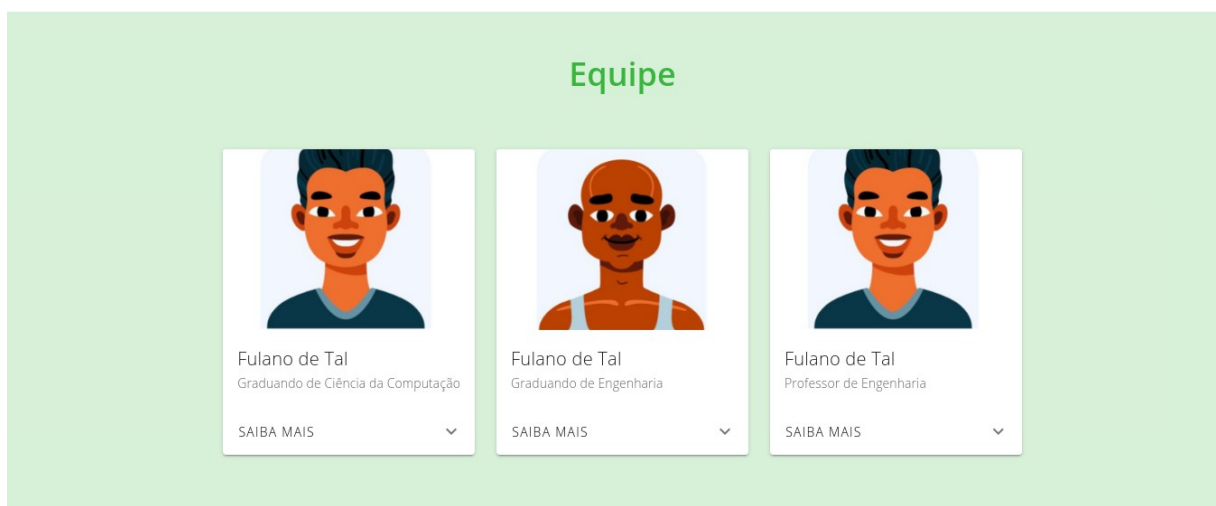 Equipe
Fulano de Tal
Graduando de Ciência da Computação
SAIBA MAIS
Fulano de Tal
Graduando de Engenharia
SAIBA MAIS
Fulano de Tal
Professor de Engenharia
SAIBA MAIS